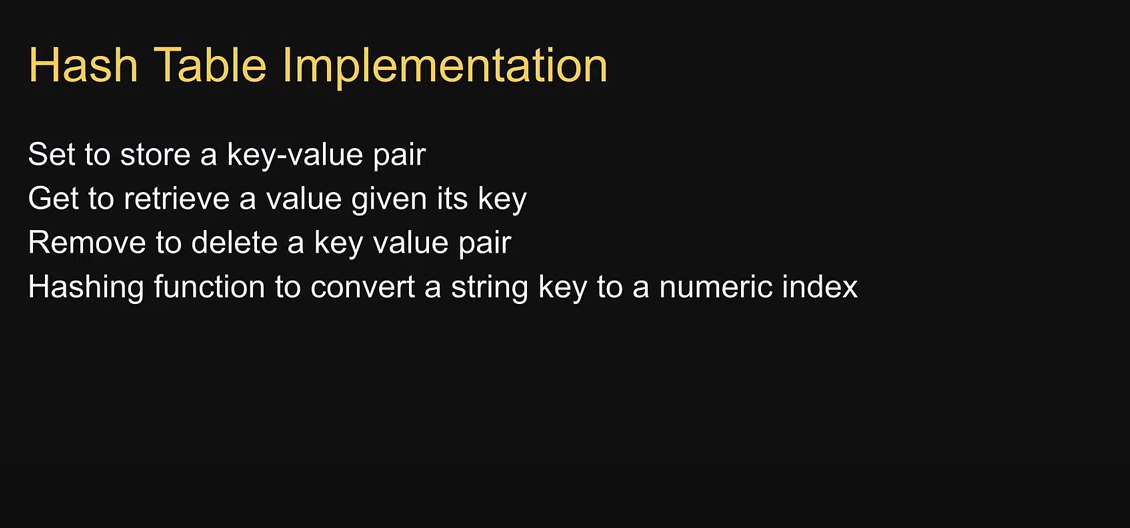 Hash Table Implementation
Set to store a key-value pair
Get to retrieve a value given its key
Remove to delete a key value pair
Hashing function to convert a string key to a numeric index